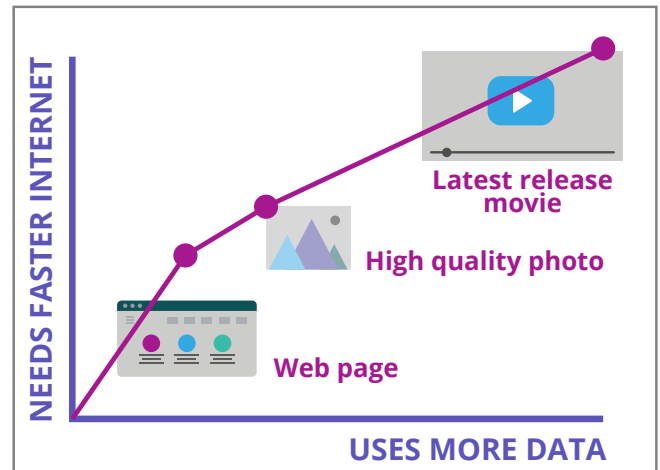 NEEDS FASTER INTERNET
Latest release
movie
High quality photo
Web page
USES MORE DATA